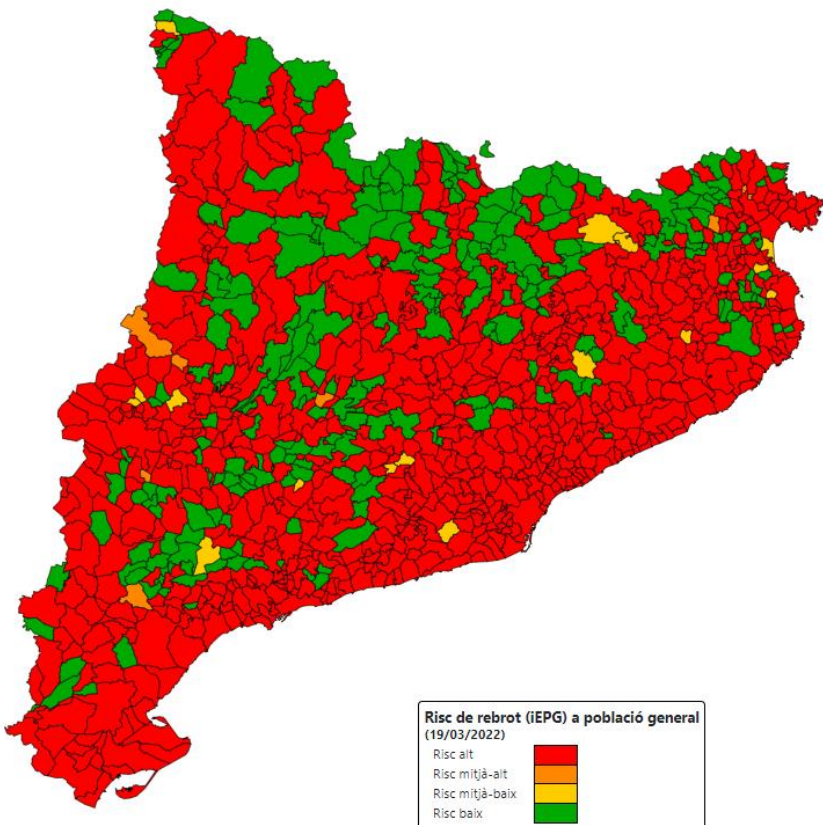 Risc de rebrot (iEPG) a població general
(19/03/2022)
Risc alt
Risc mitjà-alt
Risc mitjà-baix
Risc baix